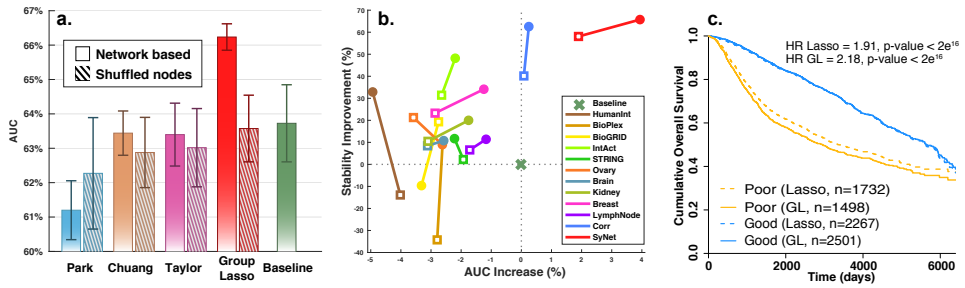 a.
67%
66%
65%
64%
63%
62%
61%
60%
AUC
Network based
Shuffled nodes
Park
Chuang
Taylor
Group
Lasso
Baseline
b.
70
60
50
40
30
20
10
0
-10
-20
-30
-40
Stability Improvement (%)
-5
-4
-3
-2
-1
0
1
2
3
4
AUC Increase (%)
Baseline
HumanInt
BioPlex
BioGRIID
IntAct
STRING
Ovary
Brain
Kidney
Breast
LymphNode
Corr
SyNet
c.
HR Lasso = 1.91, p-value < 2e¹⁶
HR GL = 2.18, p-value < 2e¹⁶
1.0
0.8
0.6
0.4
0.2
0.0
Cumulative Overall Survival
Poor (Lasso, n=1732)
Poor (GL, n=1498)
Good (Lasso, n=2267)
Good (GL, n=2501)
0
2000
4000
6000
Time (days)